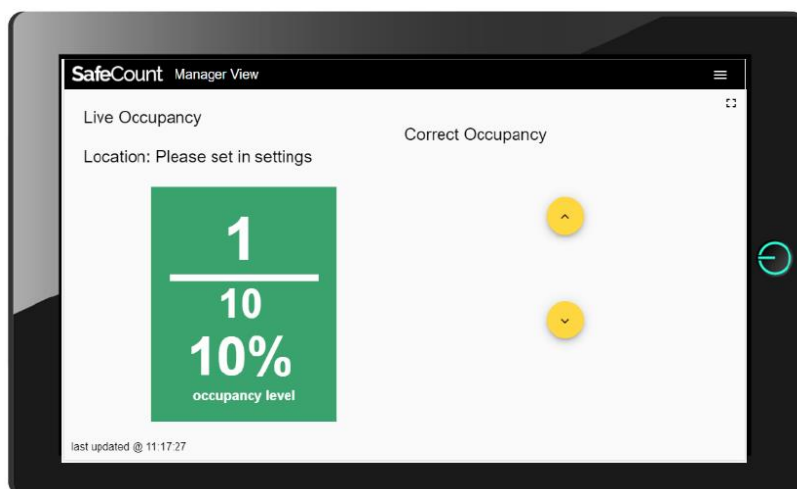 SafeCount Manager View
Live Occupancy
Location: Please set in settings
1
10
10%
occupancy level
last updated @ 11:17:27
Correct Occupancy